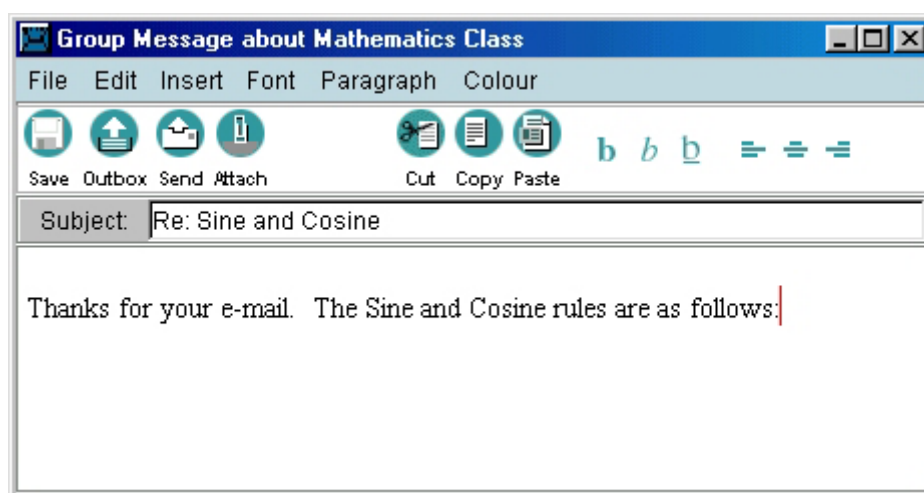 Group Message about Mathematics Class
File Edit Insert Font Paragraph Colour
b b b
Save Outbox Send Attach Cut Copy Paste
Subject: Re: Sine and Cosine
Thanks for your e-mail. The Sine and Cosine rules are as follows: